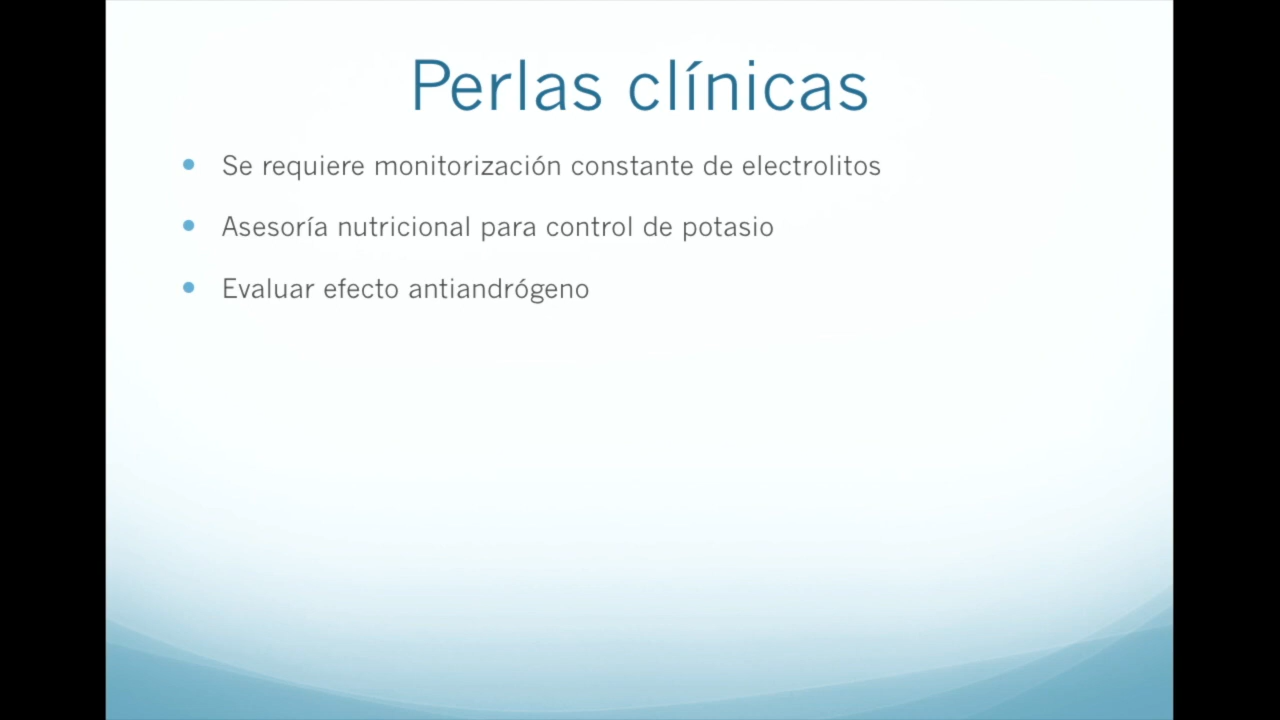 Perlas clínicas
Se requiere monitorización constante de electrolitos
Asesoría nutricional para control de potasio
Evaluar efecto antiandrógeno